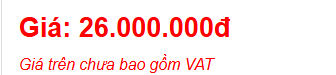 Giá: 26.000.000đ
Giá trên chưa bao gồm VAT